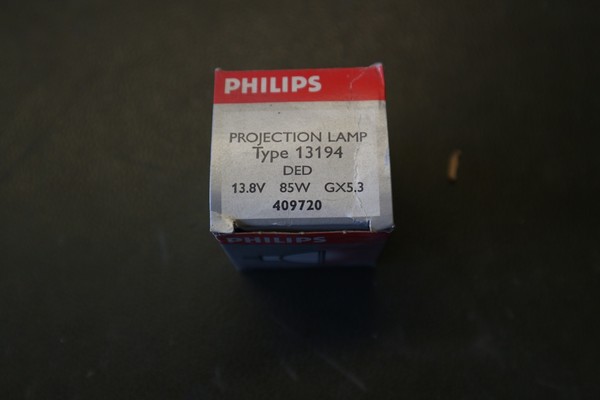 PHILIPS
PROJECTION LAMP
Type 13194
DED
13.8V 85W GX5.3
409720
PHILIPS